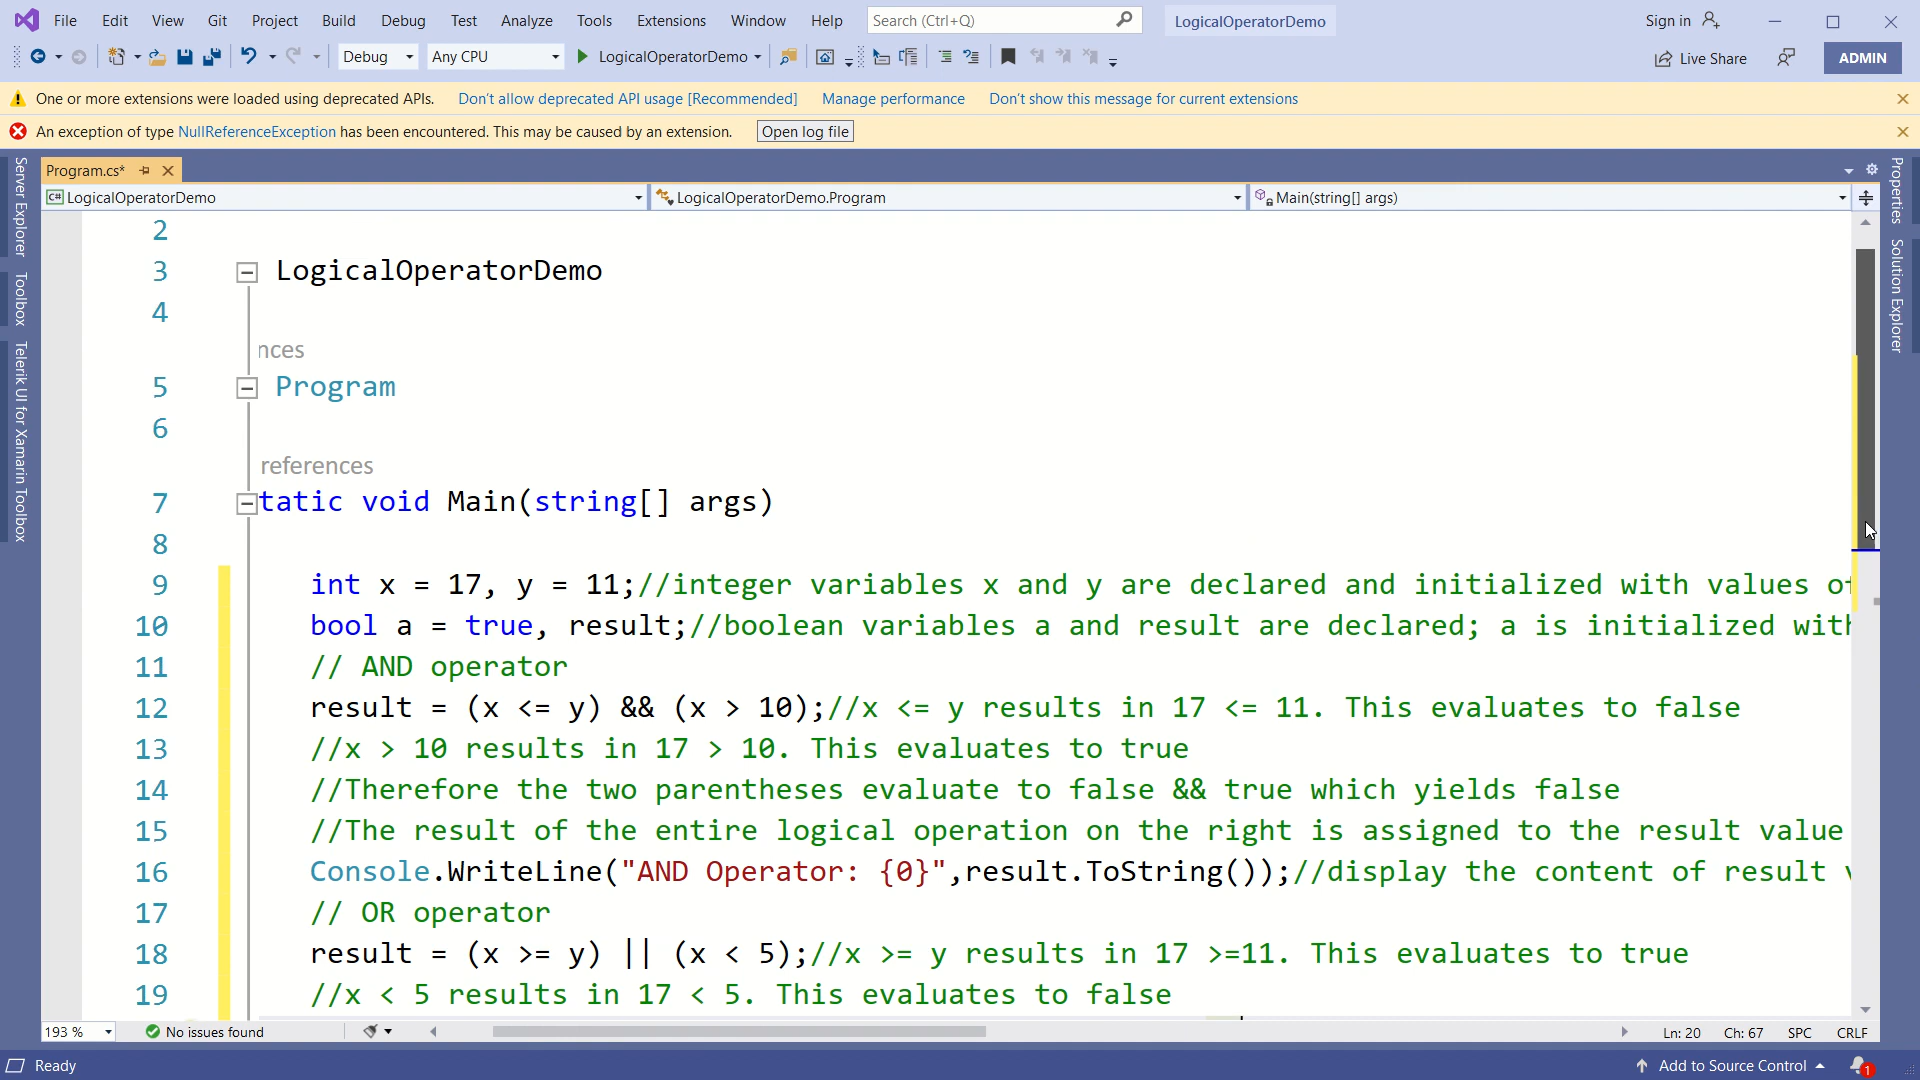 File Edit View Git Project Build Debug Test Analyze Tools Extensions Window Help Search (Ctrl+Q) LogicalOperatorDemo Sign in
Debug Any CPU LogicalOperatorDemo Live Share ADMIN
One or more extensions were loaded using deprecated APIs. Don't allow deprecated API usage [Recommended] Manage performance Don't show this message for current extensions
An exception of type NullReferenceException has been encountered. This may be caused by an extension. Open log file
Program.cs*
C# LogicalOperatorDemo LogicalOperatorDemo.Program Main(string[] args)
Server Explorer
Toolbox
Telerik UI for Xamarin Toolbox
Properties
Solution Explorer
2
3 LogicalOperatorDemo
4
nces
5 Program
6
references
7 tatic void Main(string[] args)
8
9 int x = 17, y = 11;//integer variables x and y are declared and initialized with values of
10 bool a = true, result;//boolean variables a and result are declared; a is initialized with
11 // AND operator
12 result = (x <= y) && (x > 10);//x <= y results in 17 <= 11. This evaluates to false
13 //x > 10 results in 17 > 10. This evaluates to true
14 //Therefore the two parentheses evaluate to false && true which yields false
15 //The result of the entire logical operation on the right is assigned to the result value
16 Console.WriteLine("AND Operator: {0}",result.ToString());//display the content of result
17 // OR operator
18 result = (x >= y) || (x < 5);//x >= y results in 17 >=11. This evaluates to true
19 //x < 5 results in 17 < 5. This evaluates to false
193 % No issues found Ln: 20 Ch: 67 SPC CRLF
Ready Add to Source Control 1